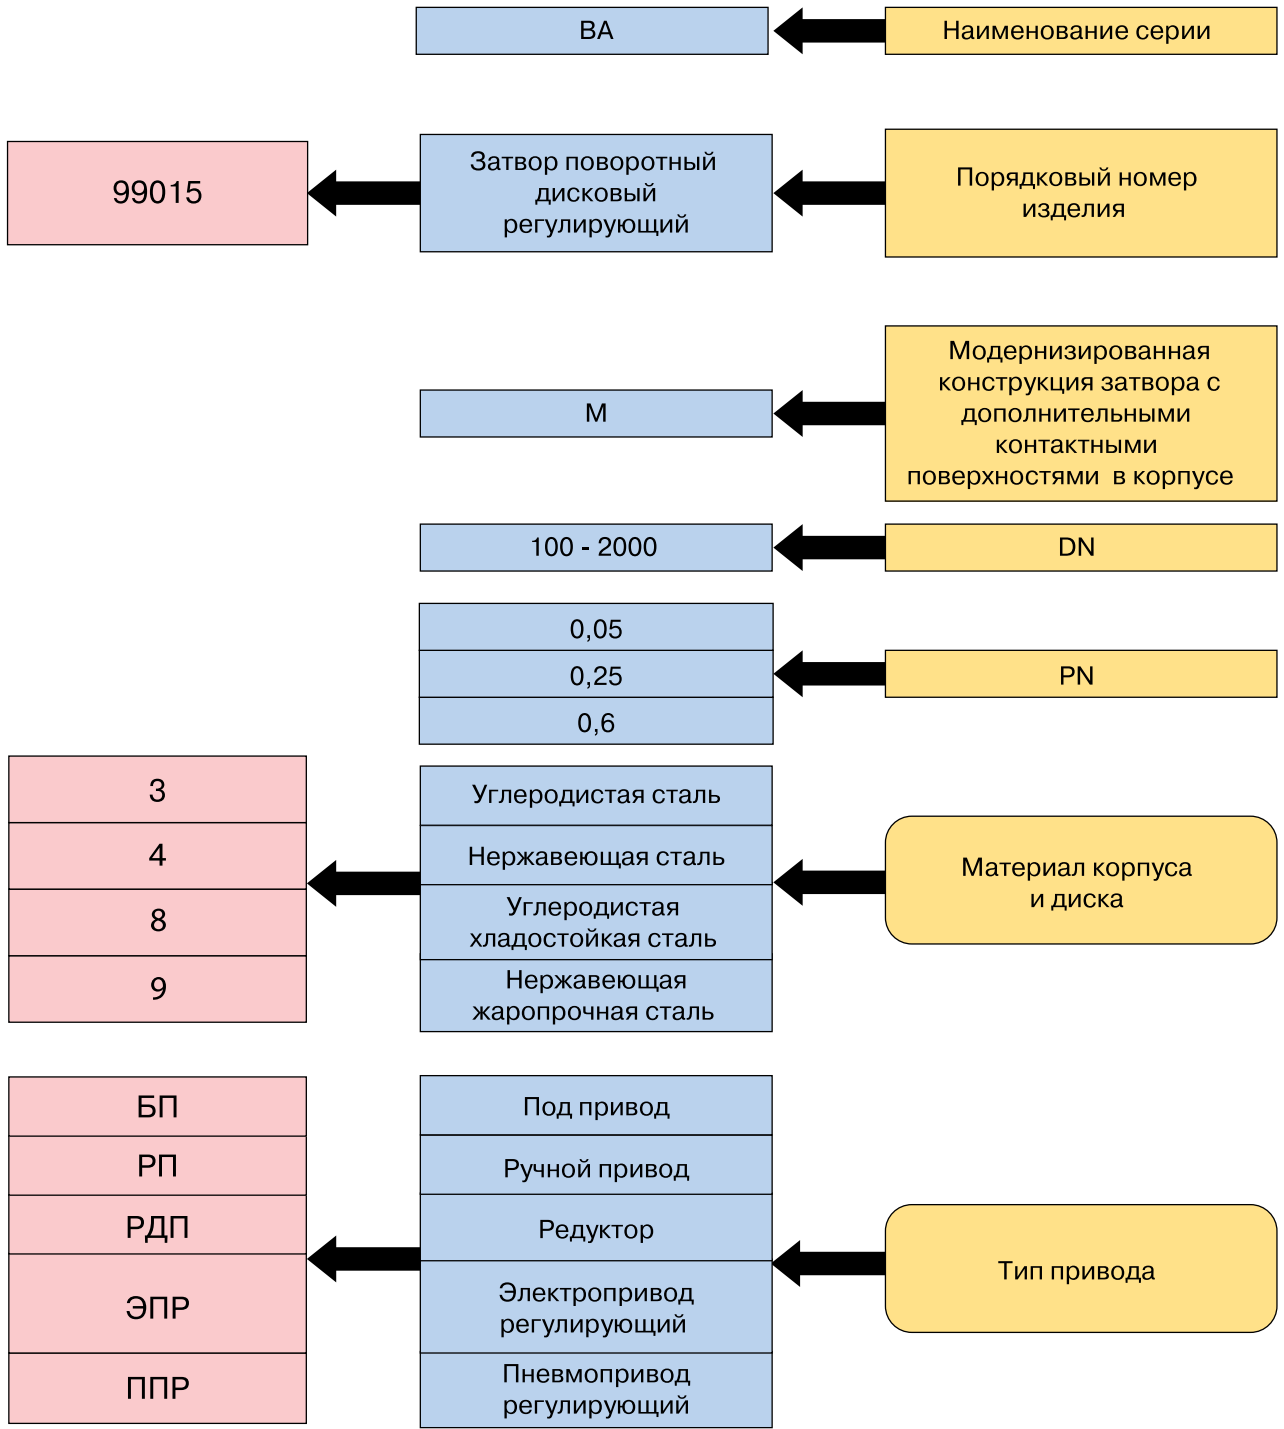 ВА
Наименование серии
99015
Затвор поворотный
дисковый
регулирующий
Порядковый номер
изделия
М
Модернизированная
конструкция затвора с
дополнительными
контактными
поверхностями в корпусе
100 - 2000
DN
0,05
0,25
0,6
PN
3
4
8
9
Углеродистая сталь
Нержавеющая сталь
Углеродистая
хладостойкая сталь
Нержавеющая
жаропрочная сталь
Материал корпуса
и диска
БП
РП
РДП
ЭПР
ППР
Под привод
Ручной привод
Редуктор
Электропривод
регулирующий
Пневмопривод
регулирующий
Тип привода